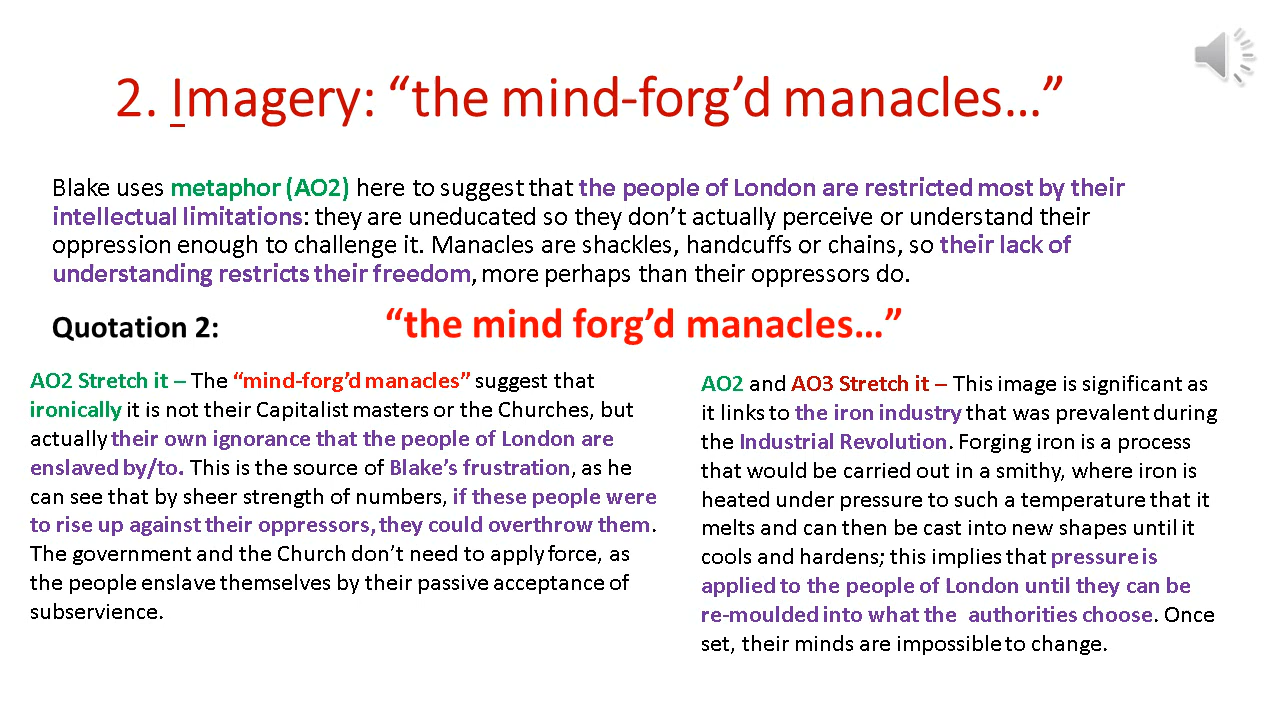 2. Imagery: “the mind-forg’d manacles…”
Blake uses metaphor (AO2) here to suggest that the people of London are restricted most by their
intellectual limitations: they are uneducated so they don’t actually perceive or understand their
oppression enough to challenge it. Manacles are shackles, handcuffs or chains, so their lack of
understanding restricts their freedom, more perhaps than their oppressors do.
Quotation 2: “the mind forg’d manacles…”
AO2 Stretch it – The “mind-forg’d manacles” suggest that
ironically it is not their Capitalist masters or the Churches, but
actually their own ignorance that the people of London are
enslaved by/to. This is the source of Blake’s frustration, as he
can see that by sheer strength of numbers, if these people were
to rise up against their oppressors, they could overthrow them.
The government and the Church don’t need to apply force, as
the people enslave themselves by their passive acceptance of
subservience.
AO2 and AO3 Stretch it – This image is significant as
it links to the iron industry that was prevalent during
the Industrial Revolution. Forging iron is a process
that would be carried out in a smithy, where iron is
heated under pressure to such a temperature that it
melts and can then be cast into new shapes until it
cools and hardens; this implies that pressure is
applied to the people of London until they can be
re-moulded into what the  authorities choose. Once
set, their minds are impossible to change.